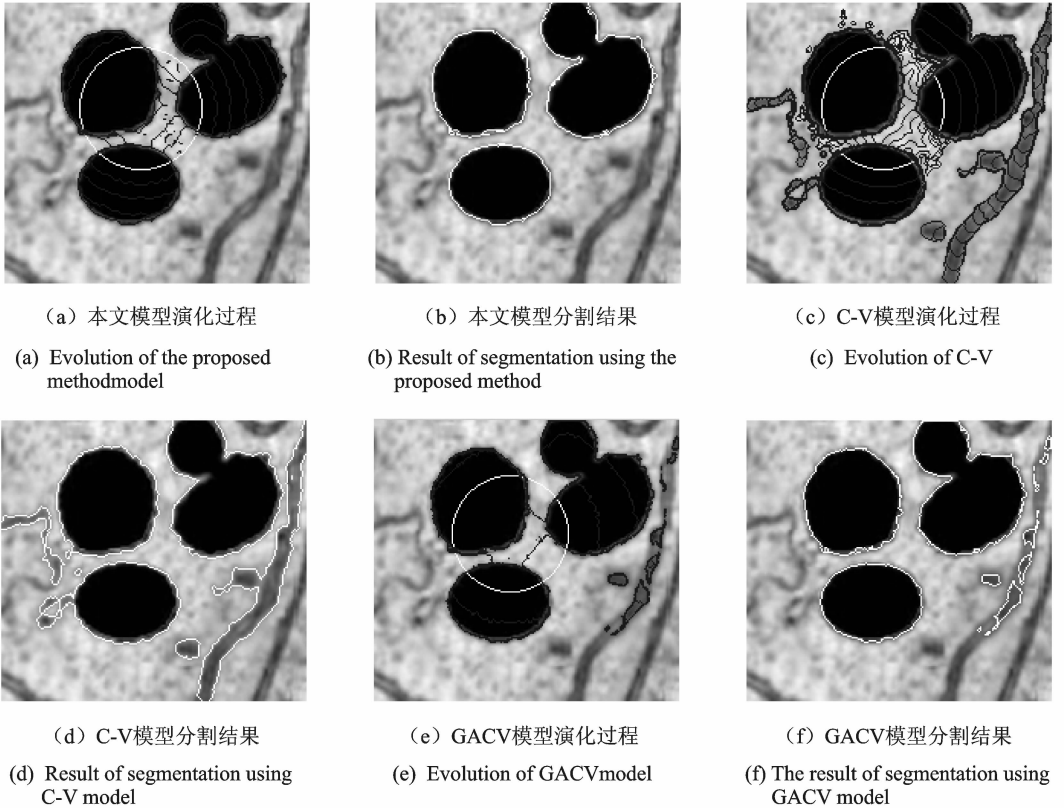 （a）本文模型演化过程
（b）本文模型分割结果
（c）C-V模型演化过程
(a) Evolution of the proposed
methodmodel
(b) Result of segmentation using the
proposed method
(c) Evolution of C-V
（d）C-V模型分割结果
（e）GACV模型演化过程
（f）GACV模型分割结果
(d) Result of segmentation using
C-V model
(e) Evolution of GACVmodel
(f) The result of segmentation using
GACV model